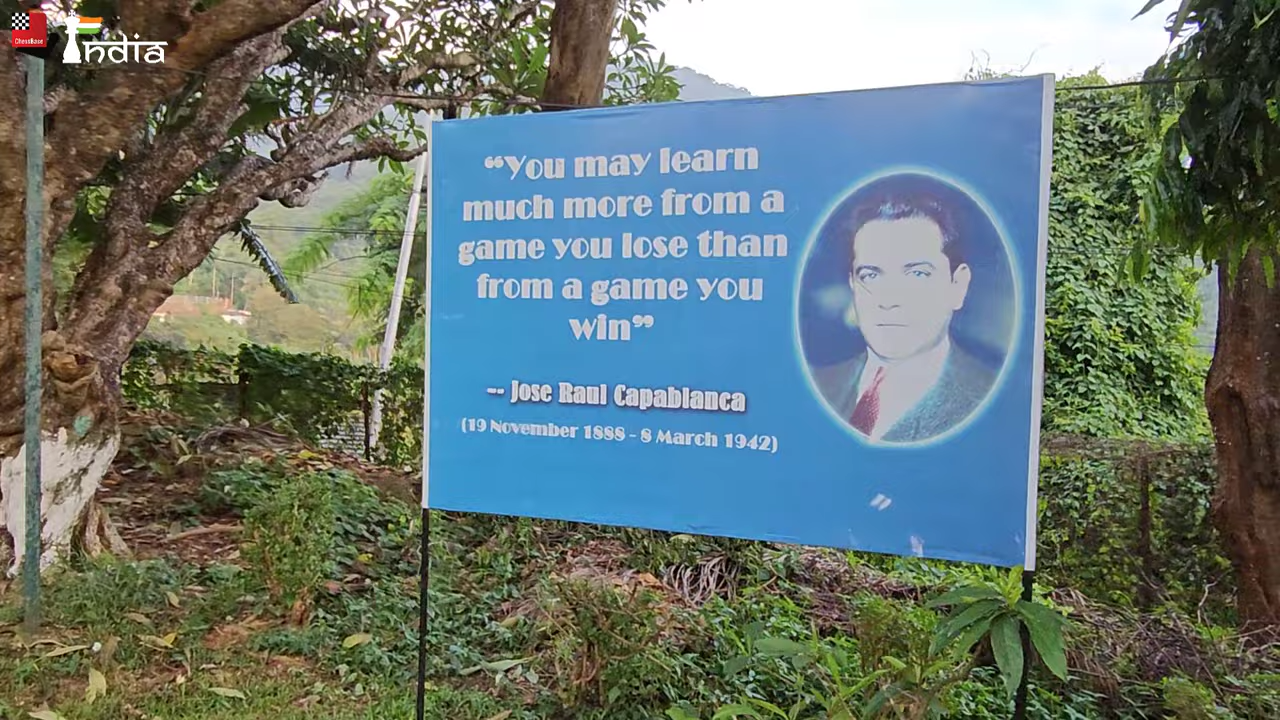 ChessBase
India
“You may learn
much more from a
game you lose than
from a game you
win”
-- Jose Raul Capablanca
(19 November 1888 - 8 March 1942)